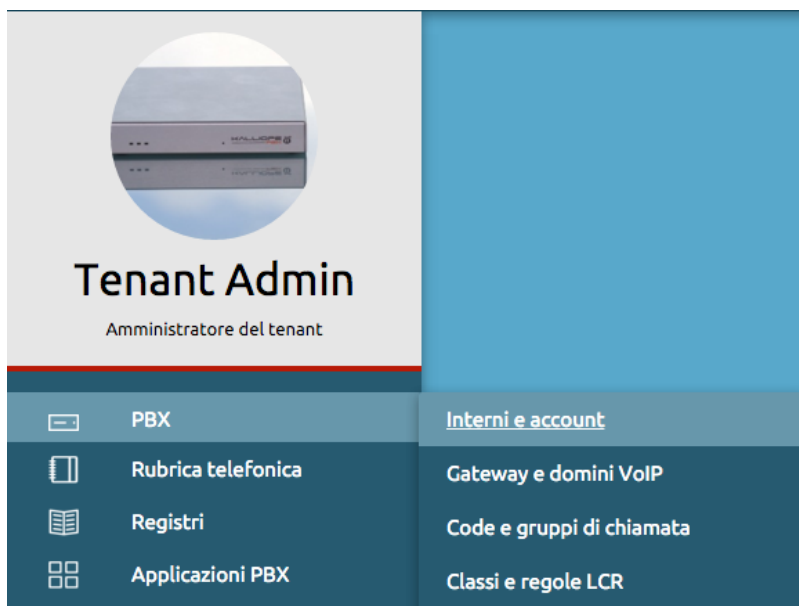 KALLIOPE
Tenant Admin
Amministratore del tenant
PBX
Rubrica telefonica
Registri
Applicazioni PBX
Interni e account
Gateway e domini VoIP
Code e gruppi di chiamata
Classi e regole LCR